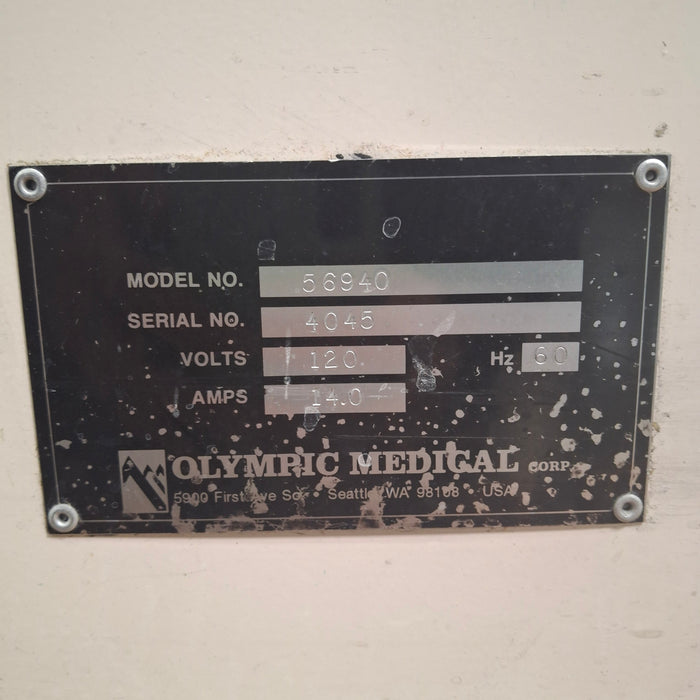 MODEL NO. 56940
SERIAL NO. 4045
VOLTS 120 Hz 60
AMPS 14.0
OLYMPIC MEDICAL CORP.
5900 First Ave So. • Seattle, WA 98108 • USA